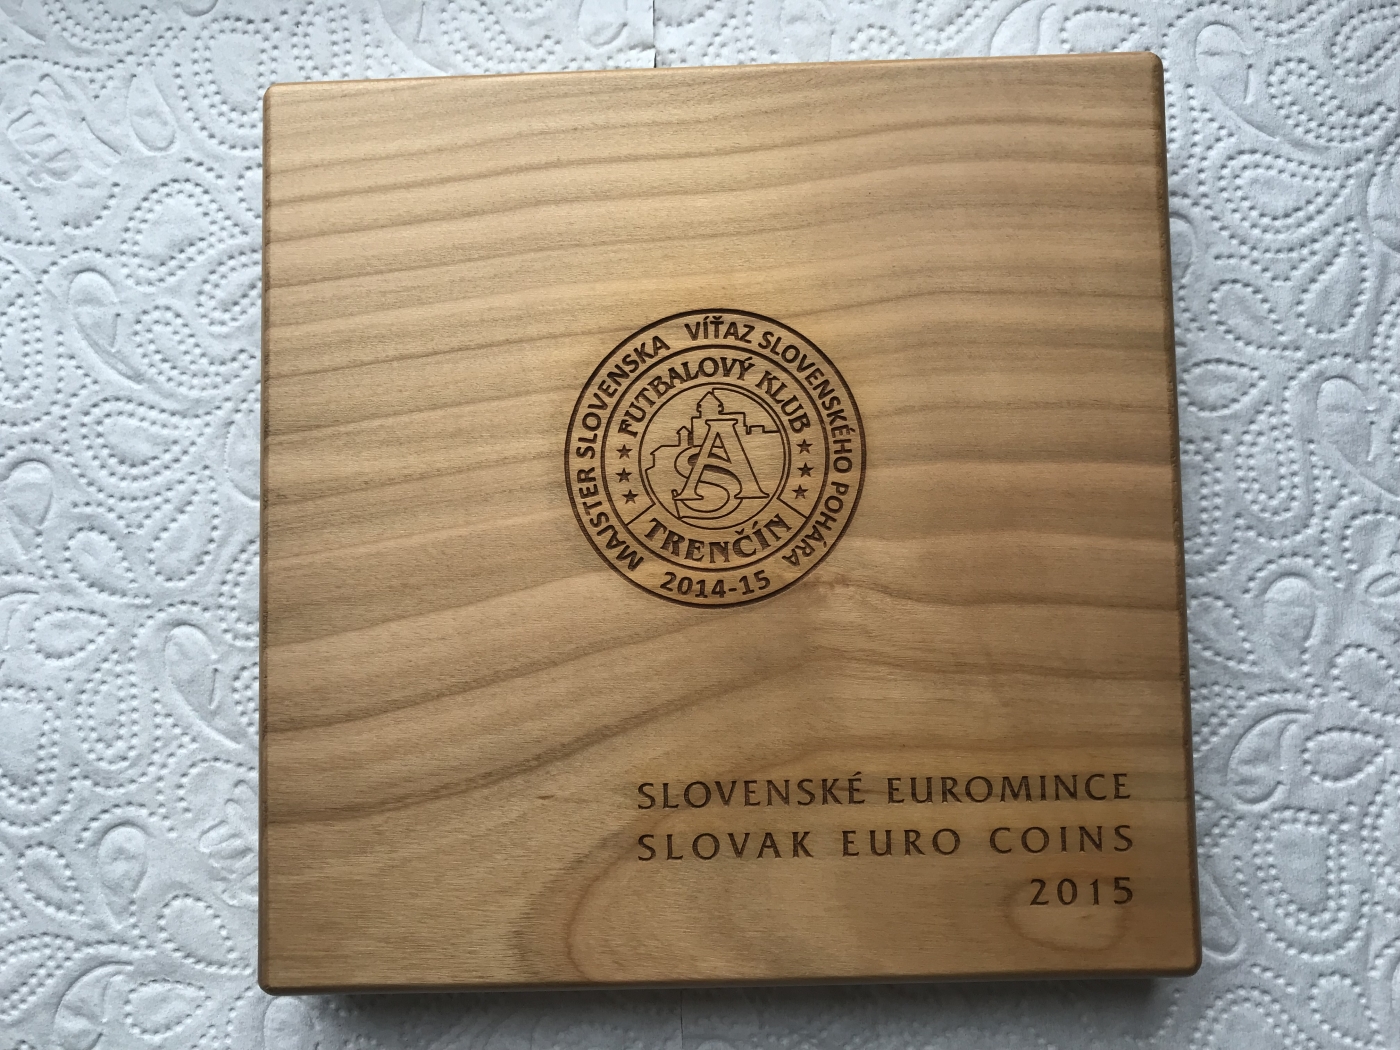 MAJSTER SLOVENSKA VÍŤAZ SLOVENSKÉHO POHÁRA
2014-15
FUTBALOVÝ KLUB
AS
TRENČÍN
SLOVENSKÉ EUROMINCE
SLOVAK EURO COINS
2015